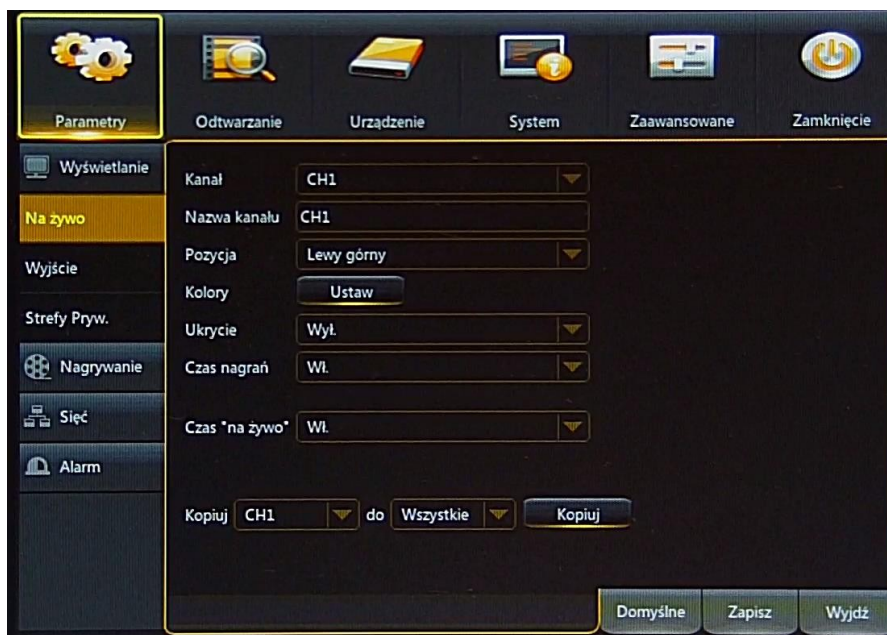 Parametry Odtwarzanie Urządzenie System Zaawansowane Zamknięcie
Wyświetlanie
Na żywo
Wyjście
Strefy Pryw.
Nagrywanie
Sięć
Alarm
Kanał CH1
Nazwa kanału CH1
Pozycja Lewy górny
Kolory Ustaw
Ukrycie Wył.
Czas nagrań Wł.
Czas "na żywo" Wł.
Kopiuj CH1 do Wszystkie Kopiuj
Domyślne Zapisz Wyjdź